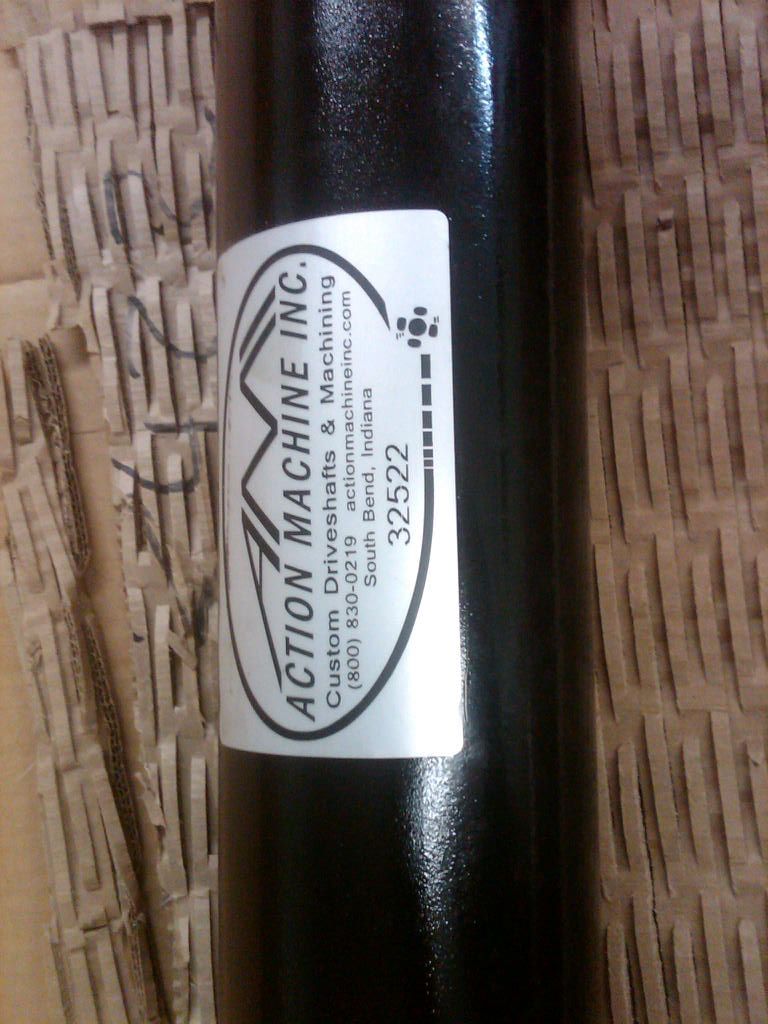 ACTION MACHINE INC.
Custom Driveshafts & Machining
(800) 830-0219 actionmachineinc.com
South Bend, Indiana
32522